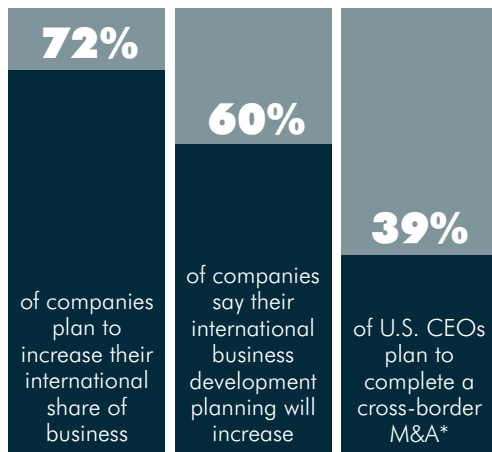 72%
of companies
plan to
increase their
international
share of
business
60%
of companies
say their
international
business
development
planning will
increase
39%
of U.S. CEOs
plan to
complete a
cross-border
M&A*